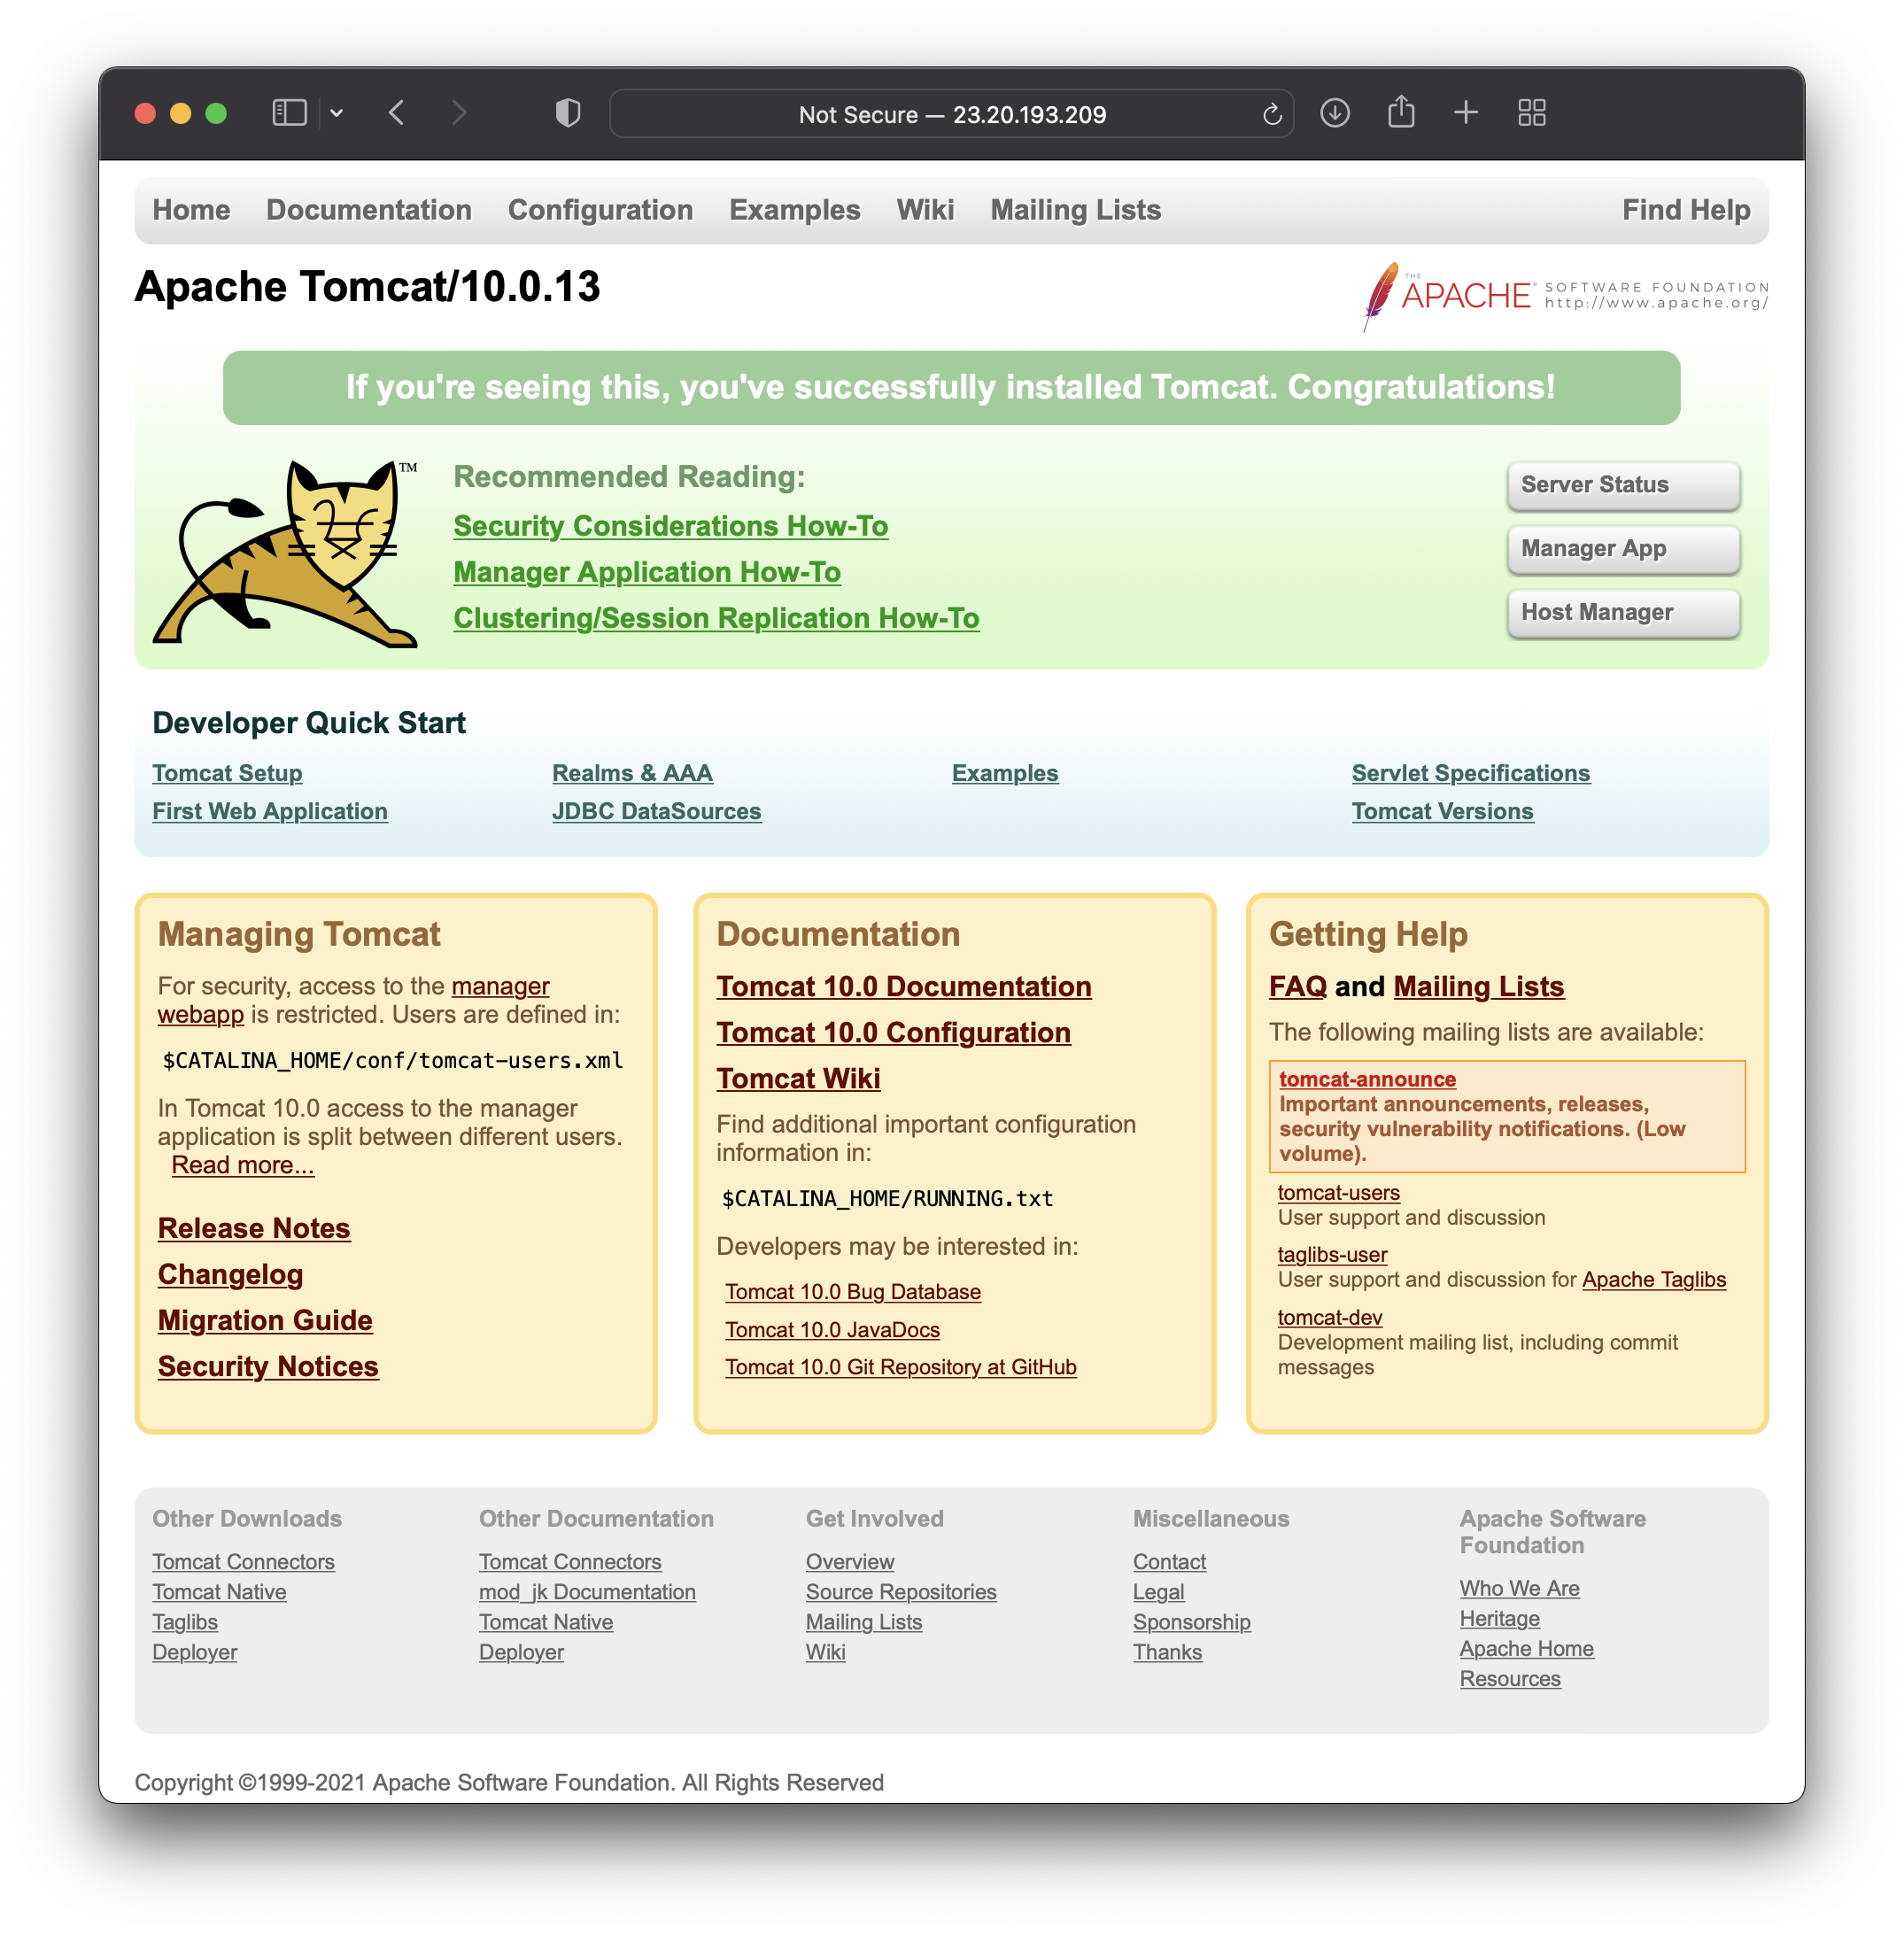 Not Secure — 23.20.193.209
Home Documentation Configuration Examples Wiki Mailing Lists Find Help
Apache Tomcat/10.0.13
THE
APACHE® SOFTWARE FOUNDATION
http://www.apache.org/
If you're seeing this, you've successfully installed Tomcat. Congratulations!
TM
Recommended Reading:
Security Considerations How-To
Manager Application How-To
Clustering/Session Replication How-To
Server Status
Manager App
Host Manager
Developer Quick Start
Tomcat Setup
First Web Application
Realms & AAA
JDBC DataSources
Examples
Servlet Specifications
Tomcat Versions
Managing Tomcat
For security, access to the manager
webapp is restricted. Users are defined in:
$CATALINA_HOME/conf/tomcat-users.xml
In Tomcat 10.0 access to the manager
application is split between different users.
Read more...
Release Notes
Changelog
Migration Guide
Security Notices
Documentation
Tomcat 10.0 Documentation
Tomcat 10.0 Configuration
Tomcat Wiki
Find additional important configuration
information in:
$CATALINA_HOME/RUNNING.txt
Developers may be interested in:
Tomcat 10.0 Bug Database
Tomcat 10.0 JavaDocs
Tomcat 10.0 Git Repository at GitHub
Getting Help
FAQ and Mailing Lists
The following mailing lists are available:
tomcat-announce
Important announcements, releases,
security vulnerability notifications. (Low
volume).
tomcat-users
User support and discussion
taglibs-user
User support and discussion for Apache Taglibs
tomcat-dev
Development mailing list, including commit
messages
Other Downloads
Tomcat Connectors
Tomcat Native
Taglibs
Deployer
Other Documentation
Tomcat Connectors
mod_jk Documentation
Tomcat Native
Deployer
Get Involved
Overview
Source Repositories
Mailing Lists
Wiki
Miscellaneous
Contact
Legal
Sponsorship
Thanks
Apache Software
Foundation
Who We Are
Heritage
Apache Home
Resources
Copyright ©1999-2021 Apache Software Foundation. All Rights Reserved